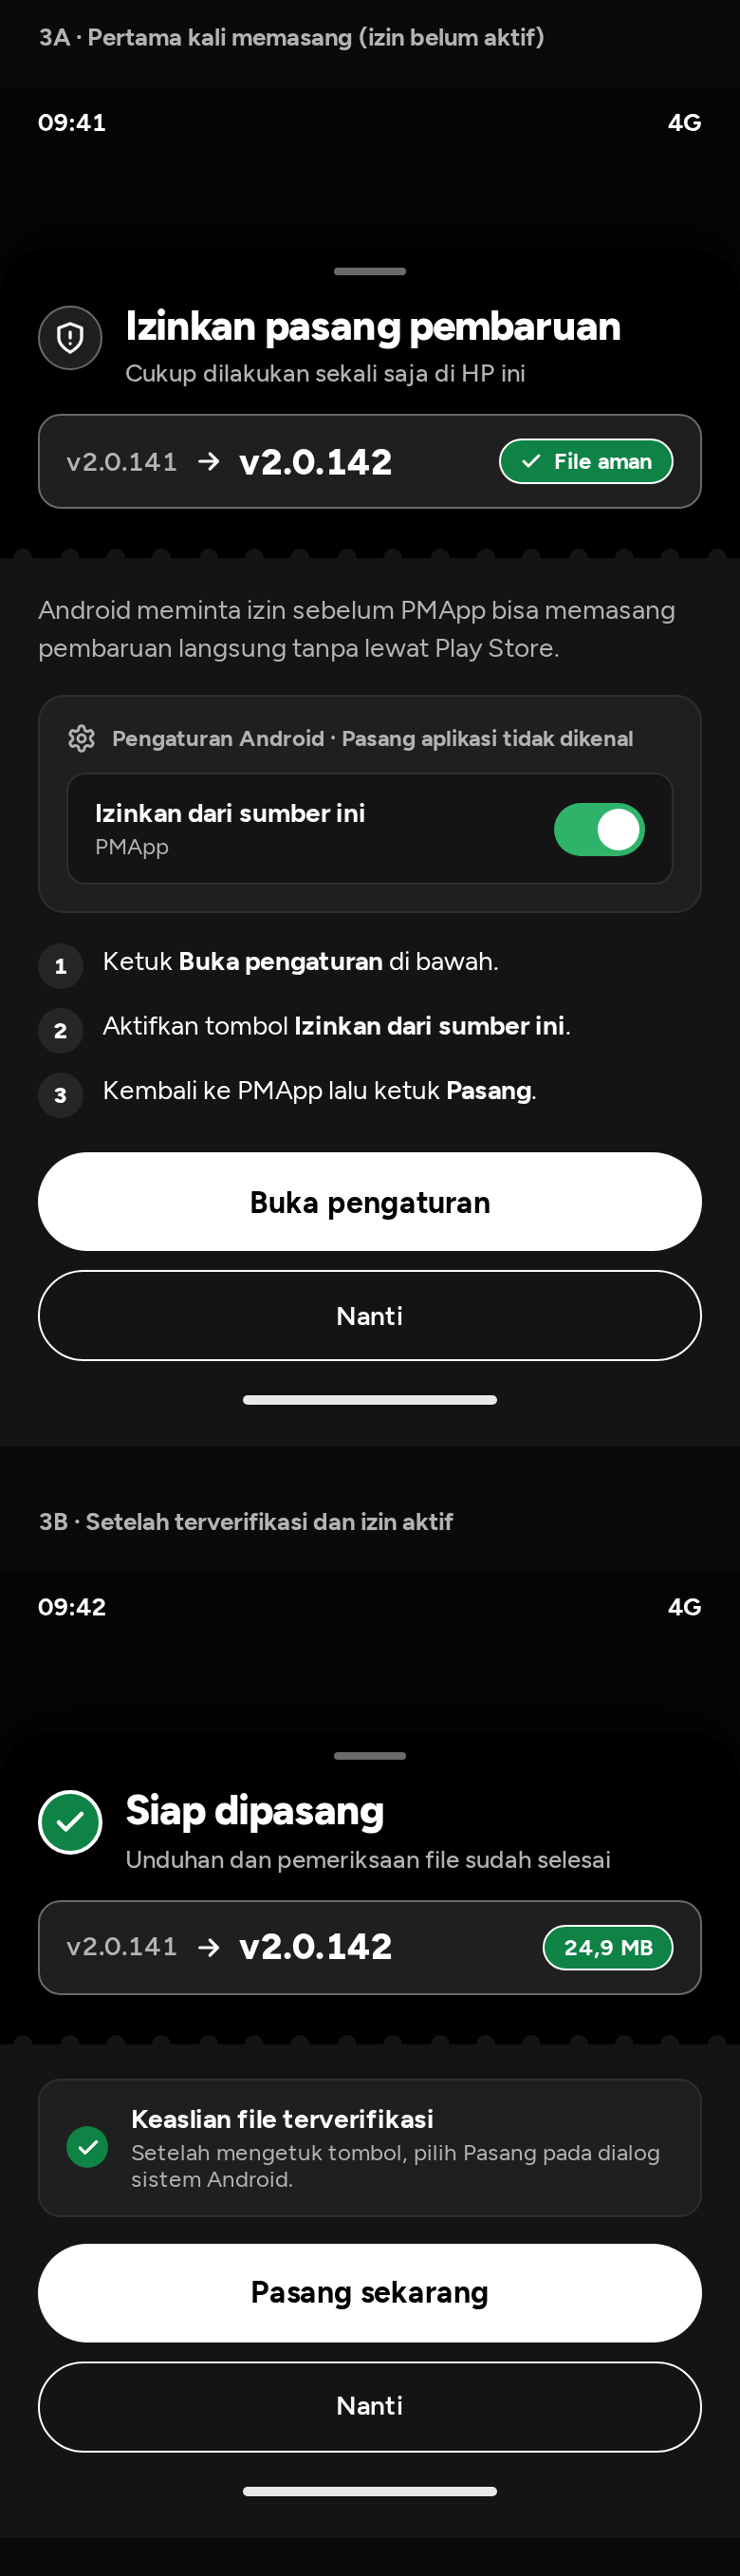 3A · Pertama kali memasang (izin belum aktif)
09:41 4G
Izinkan pasang pembaruan
Cukup dilakukan sekali saja di HP ini
v2.0.141 → v2.0.142 File aman
Android meminta izin sebelum PMApp bisa memasang
pembaruan langsung tanpa lewat Play Store.
Pengaturan Android · Pasang aplikasi tidak dikenal
Izinkan dari sumber ini
PMApp
1 Ketuk Buka pengaturan di bawah.
2 Aktifkan tombol Izinkan dari sumber ini.
3 Kembali ke PMApp lalu ketuk Pasang.
Buka pengaturan
Nanti
3B · Setelah terverifikasi dan izin aktif
09:42 4G
Siap dipasang
Unduhan dan pemeriksaan file sudah selesai
v2.0.141 → v2.0.142 24,9 MB
Keaslian file terverifikasi
Setelah mengetuk tombol, pilih Pasang pada dialog
sistem Android.
Pasang sekarang
Nanti